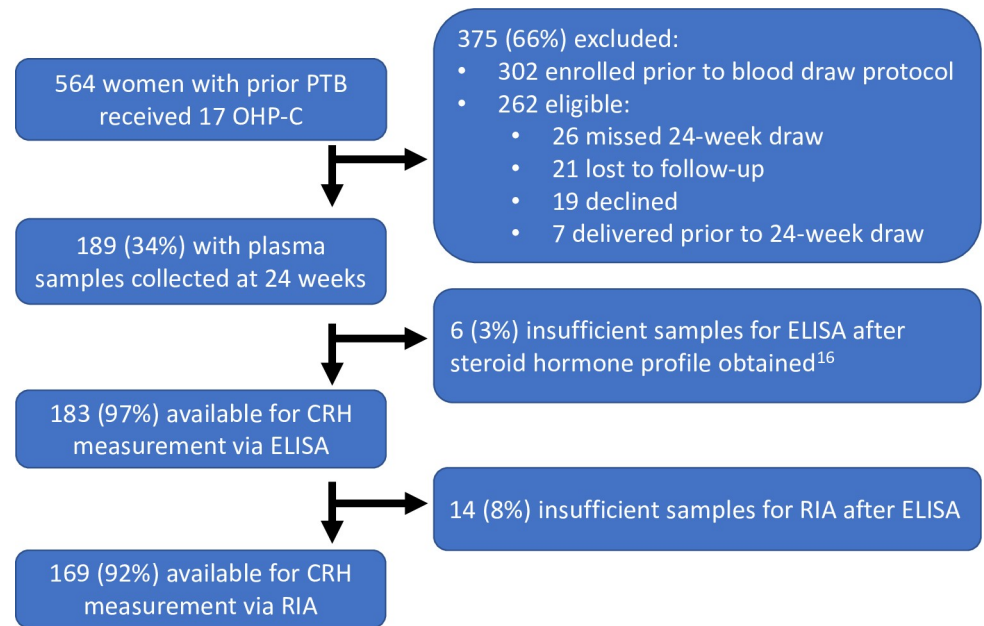 564 women with prior PTB
received 17 OHP-C
375 (66%) excluded:
• 302 enrolled prior to blood draw protocol
• 262 eligible:
• 26 missed 24-week draw
• 21 lost to follow-up
• 19 declined
• 7 delivered prior to 24-week draw
189 (34%) with plasma
samples collected at 24 weeks
6 (3%) insufficient samples for ELISA after
steroid hormone profile obtained¹⁶
183 (97%) available for CRH
measurement via ELISA
14 (8%) insufficient samples for RIA after ELISA
169 (92%) available for CRH
measurement via RIA